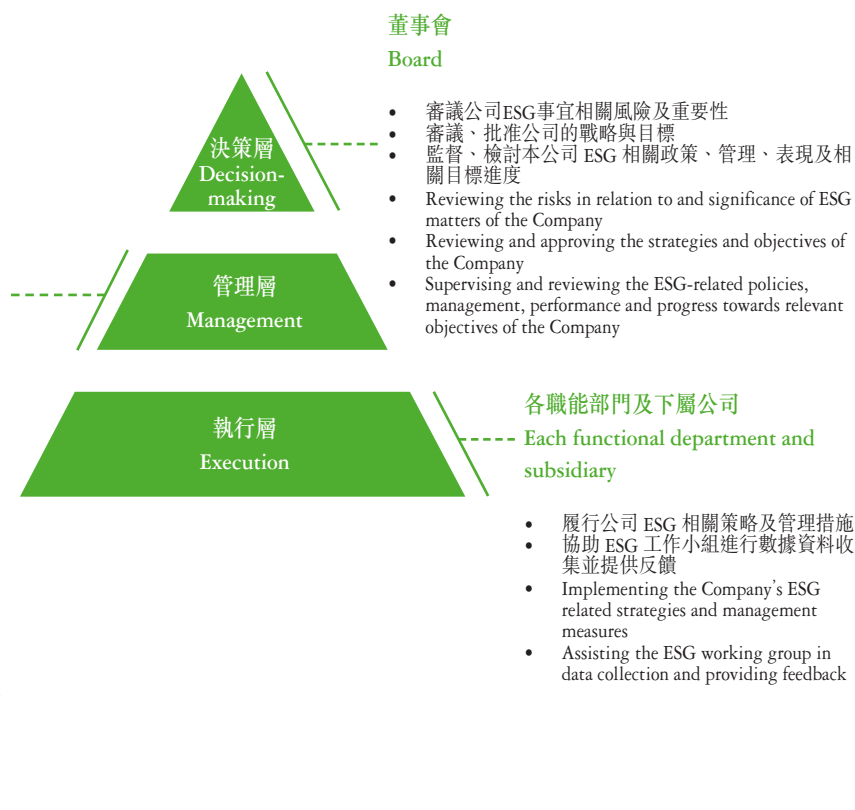 董事會
Board
決策層
Decision-
making
• 審議公司ESG事宜相關風險及重要性
• 審議、批准公司的戰略與目標
• 監督、檢討本公司 ESG 相關政策、管理、表現及相
關目標進度
• Reviewing the risks in relation to and significance of ESG
matters of the Company
• Reviewing and approving the strategies and objectives of
the Company
• Supervising and reviewing the ESG-related policies,
management, performance and progress towards relevant
objectives of the Company
管理層
Management
執行層
Execution
各職能部門及下屬公司
Each functional department and
subsidiary
• 履行公司 ESG 相關策略及管理措施
• 協助 ESG 工作小組進行數據資料收
集並提供反饋
• Implementing the Company’s ESG
related strategies and management
measures
• Assisting the ESG working group in
data collection and providing feedback